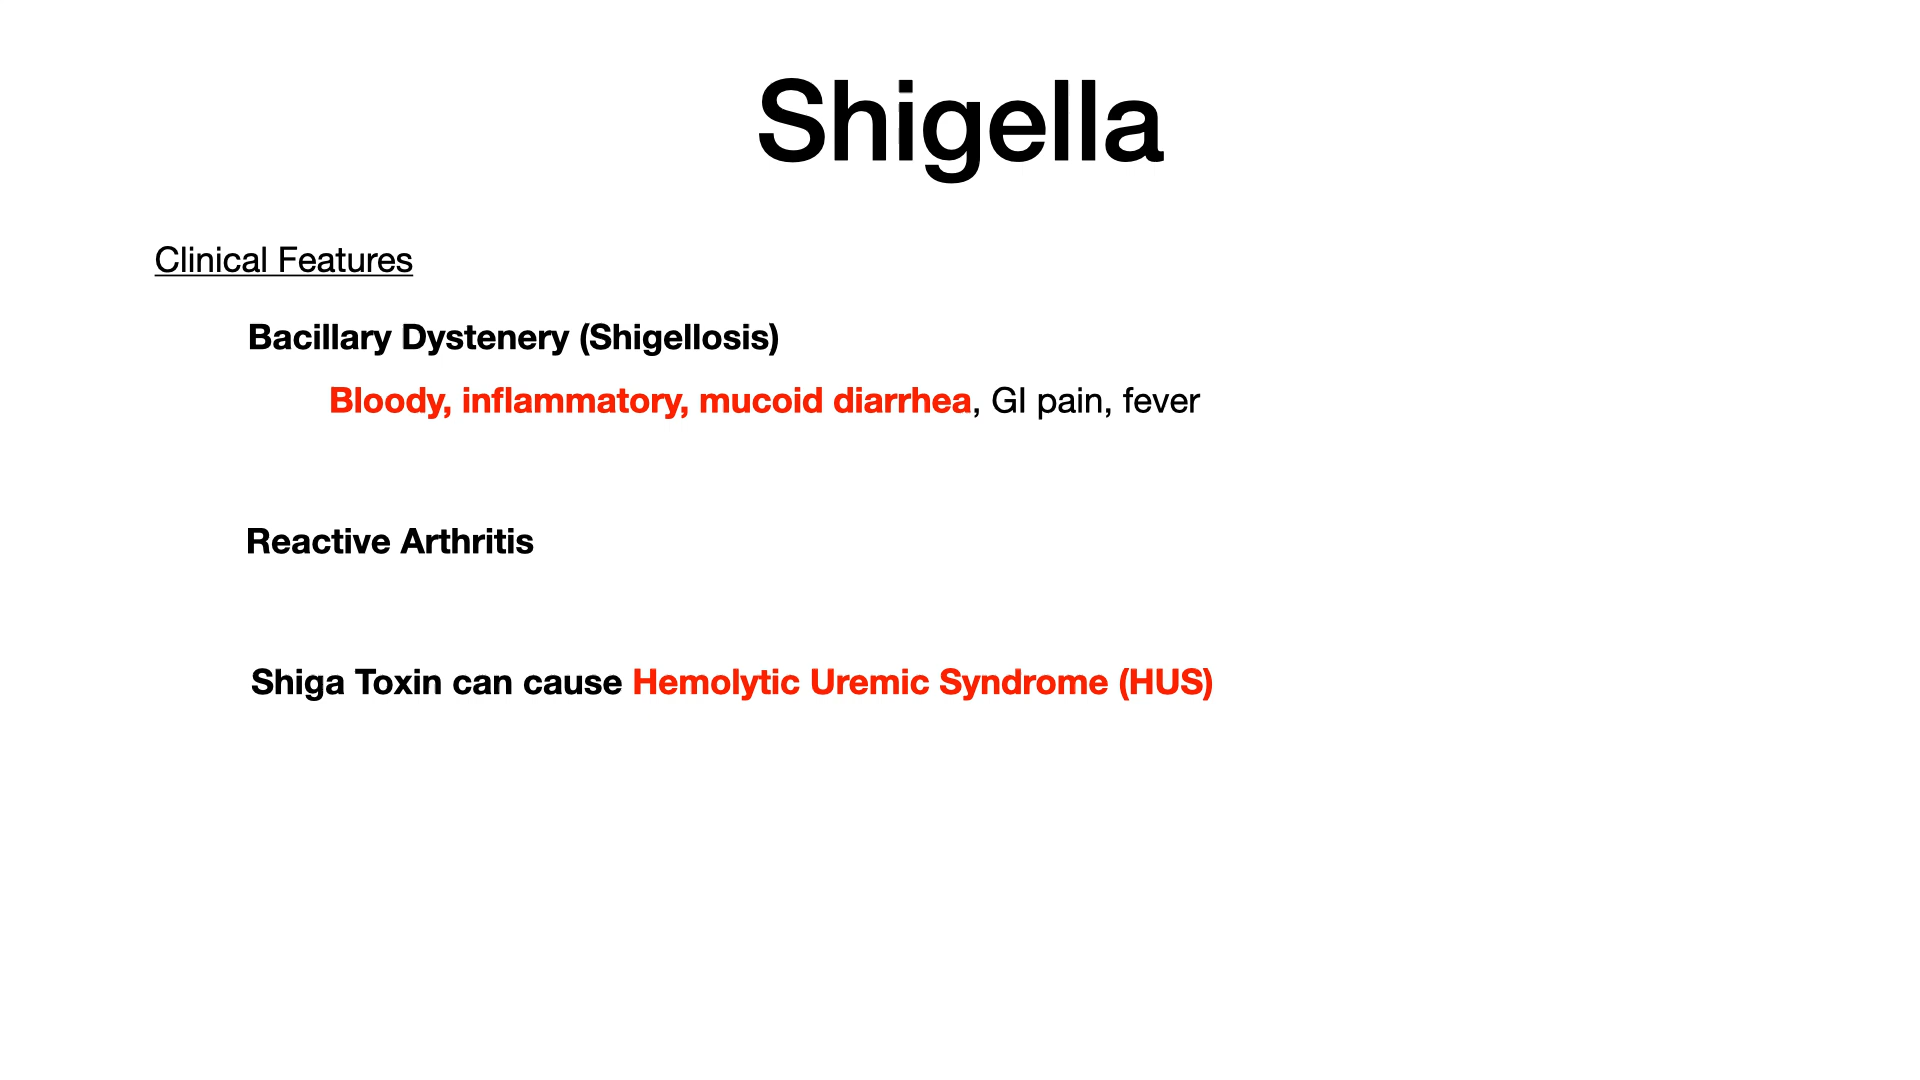 Shigella
Clinical Features
Bacillary Dystenery (Shigellosis)
Bloody, inflammatory, mucoid diarrhea, GI pain, fever
Reactive Arthritis
Shiga Toxin can cause Hemolytic Uremic Syndrome (HUS)